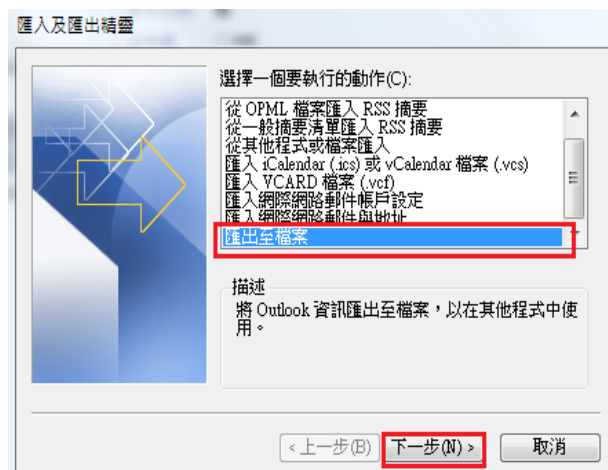 匯入及匯出精靈
選擇一個要執行的動作(C):
從 OPML 檔案匯入 RSS 摘要
從一般摘要清單匯入 RSS 摘要
從其他程式或檔案匯入
匯入 iCalendar (.ics) 或 vCalendar 檔案 (.vcs)
匯入 VCARD 檔案 (.vcf)
匯入網際網路郵件帳戶設定
匯入網際網路郵件與地址
匯出至檔案
描述
將 Outlook 資訊匯出至檔案，以在其他程式中使
用。
< 上一步(B) 下一步(N) > 取消